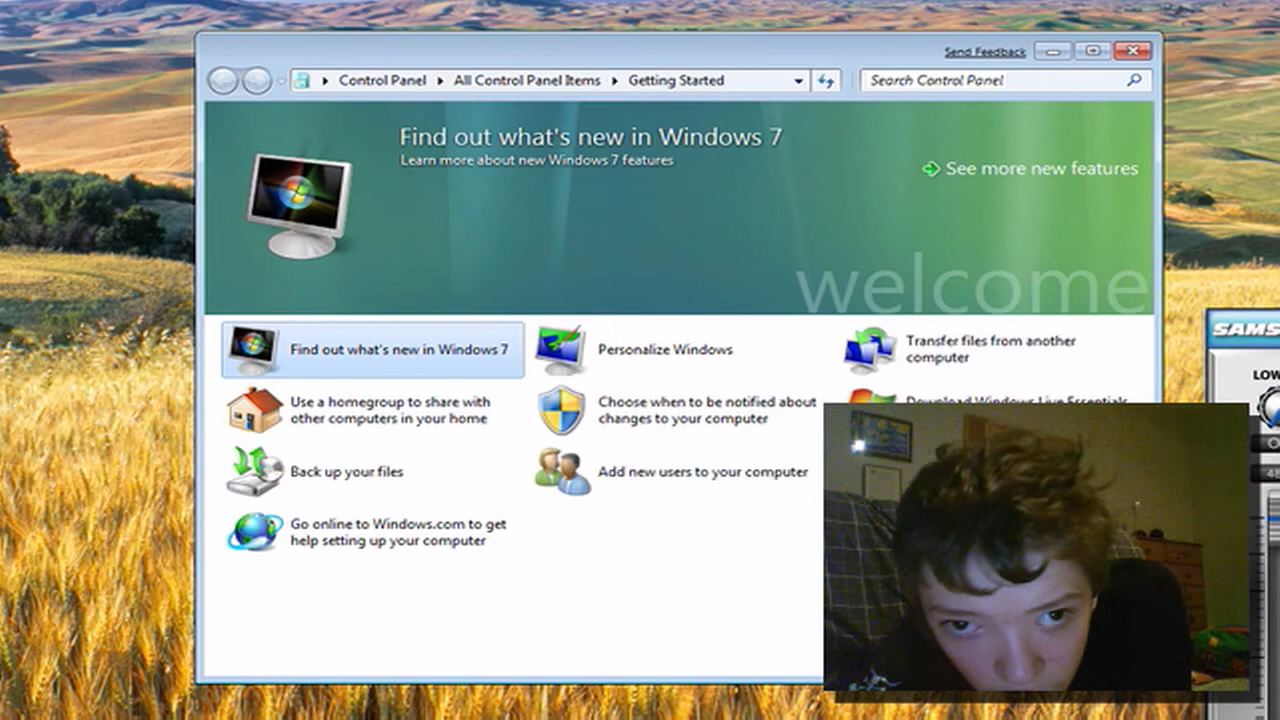 Send Feedback
Control Panel ▸ All Control Panel Items ▸ Getting Started
Search Control Panel
Find out what's new in Windows 7
Learn more about new Windows 7 features
See more new features
welcome
Find out what's new in Windows 7
Personalize Windows
Transfer files from another
computer
Use a homegroup to share with
other computers in your home
Choose when to be notified about
changes to your computer
Download Windows Live Essentials
Back up your files
Add new users to your computer
Go online to Windows.com to get
help setting up your computer
SAMS
LOW